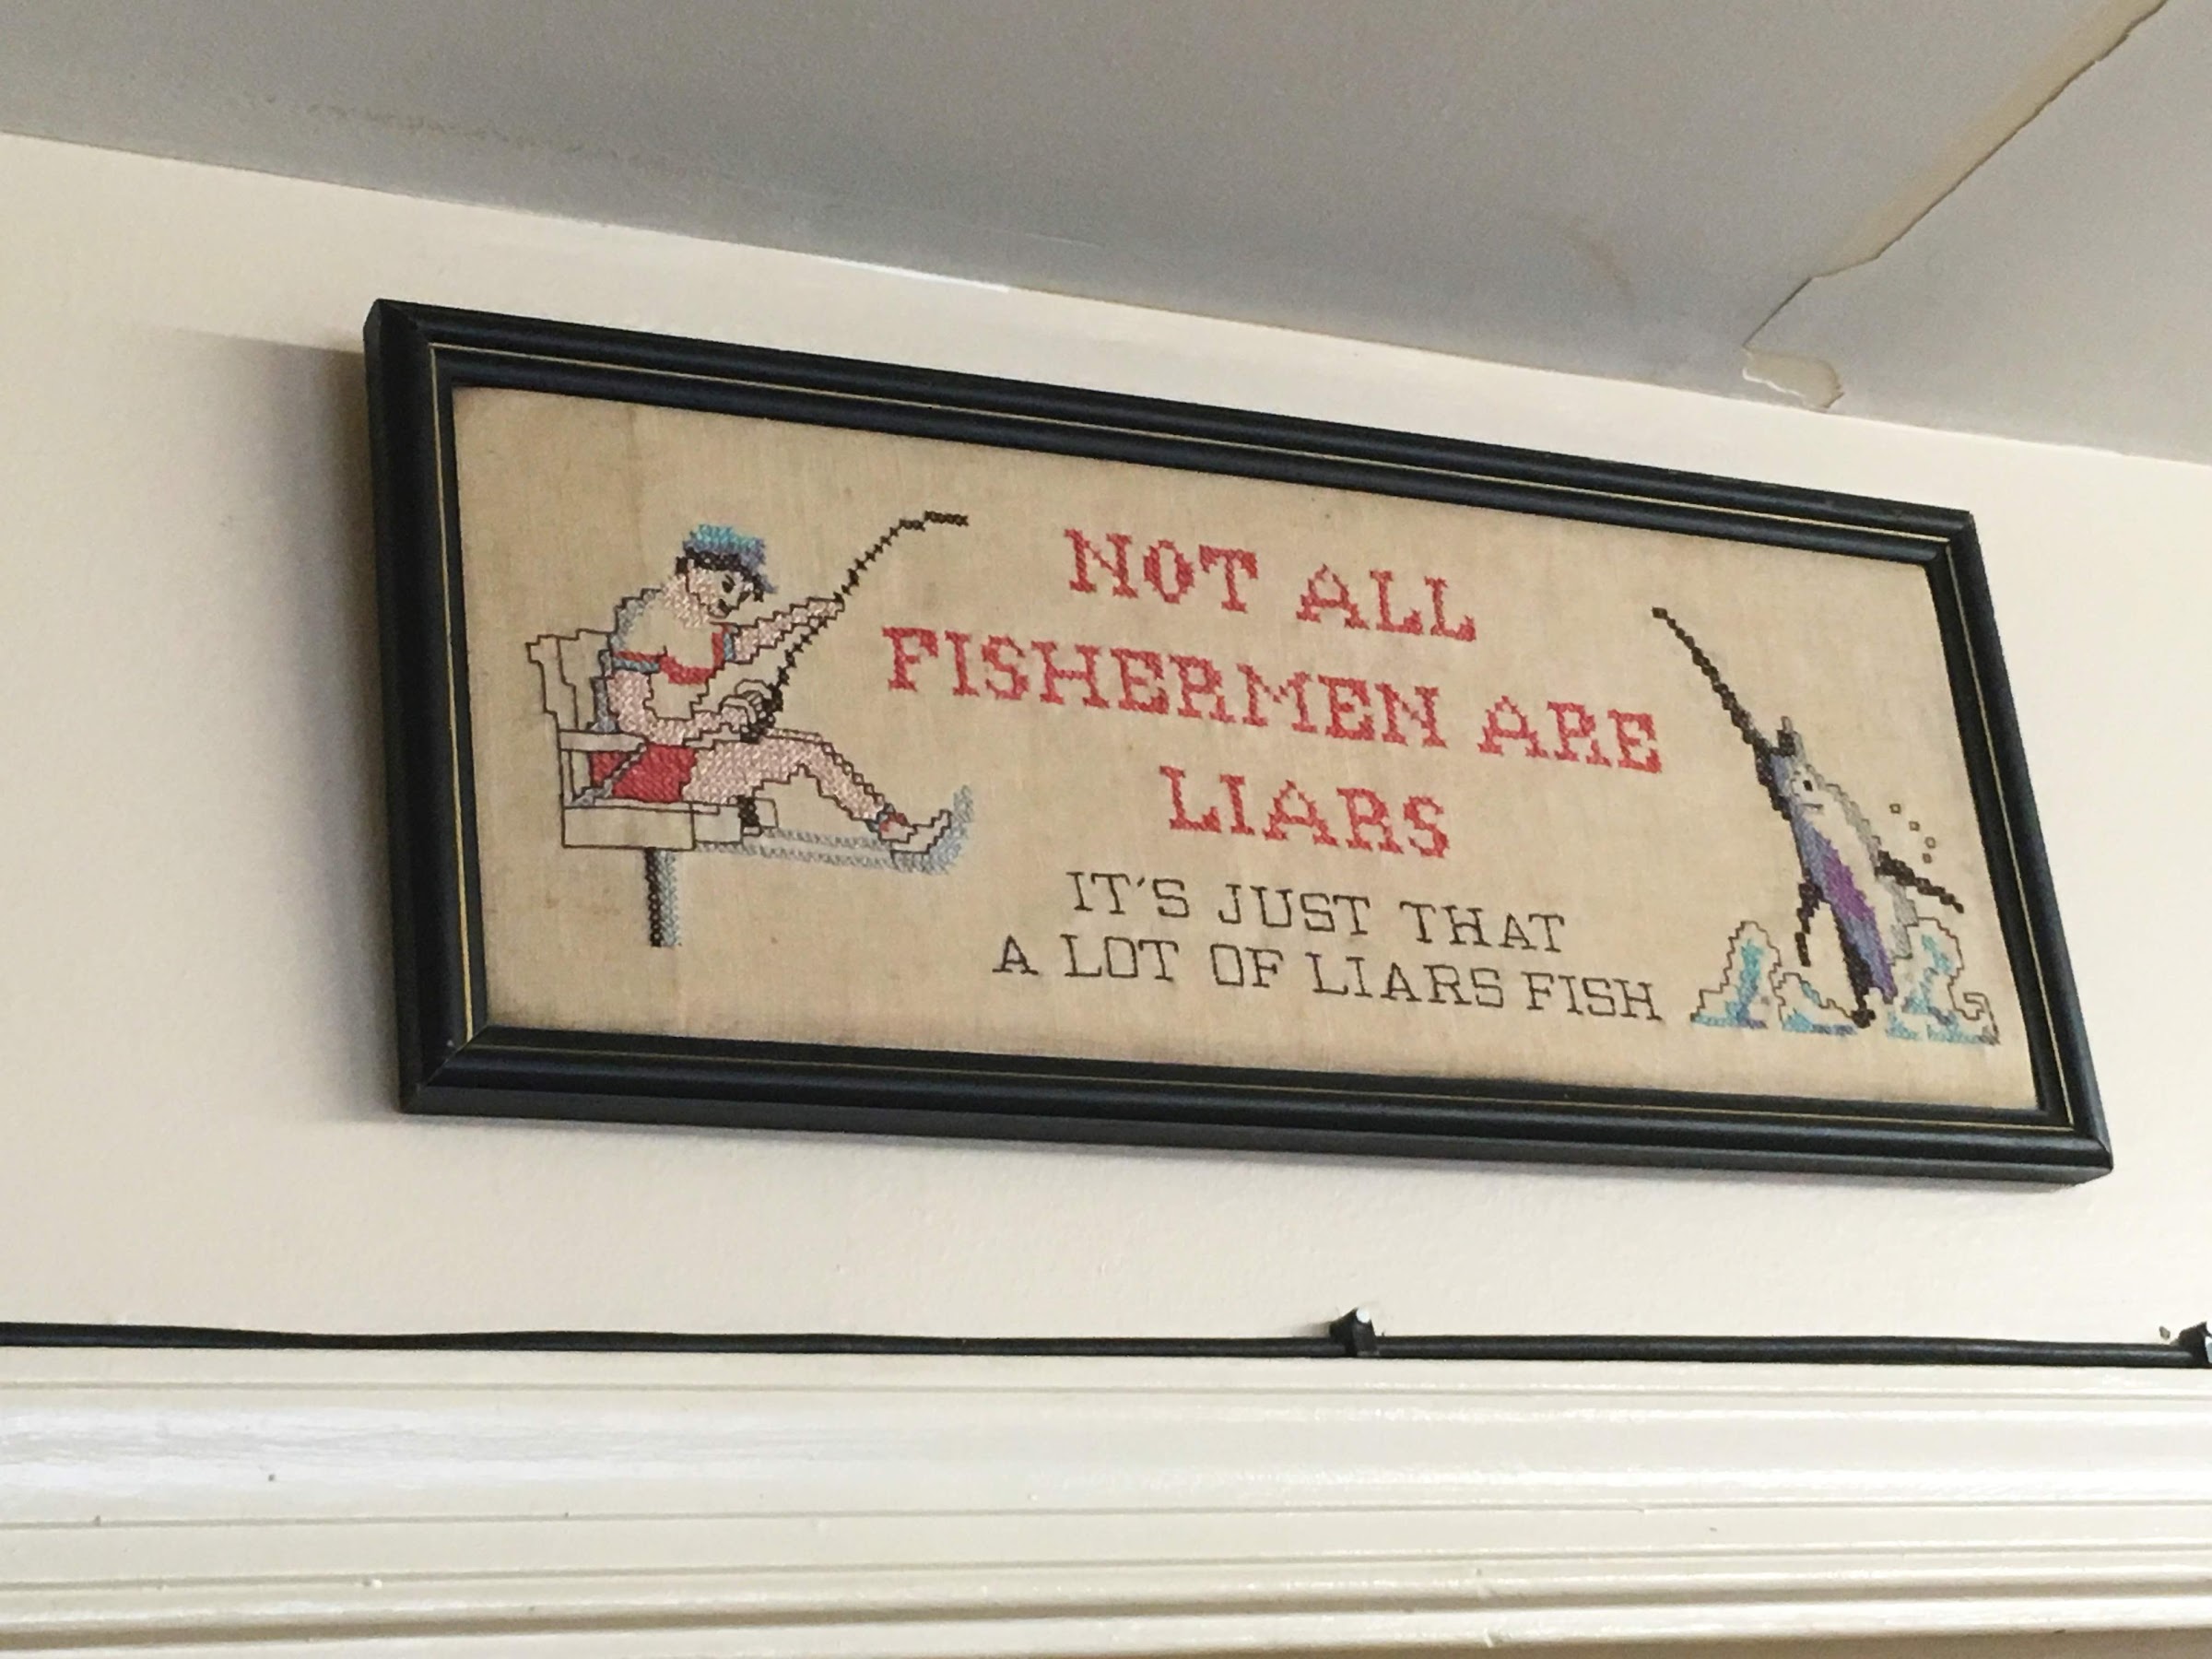 NOT ALL
FISHERMEN ARE
LIARS
IT'S JUST THAT
A LOT OF LIARS FISH